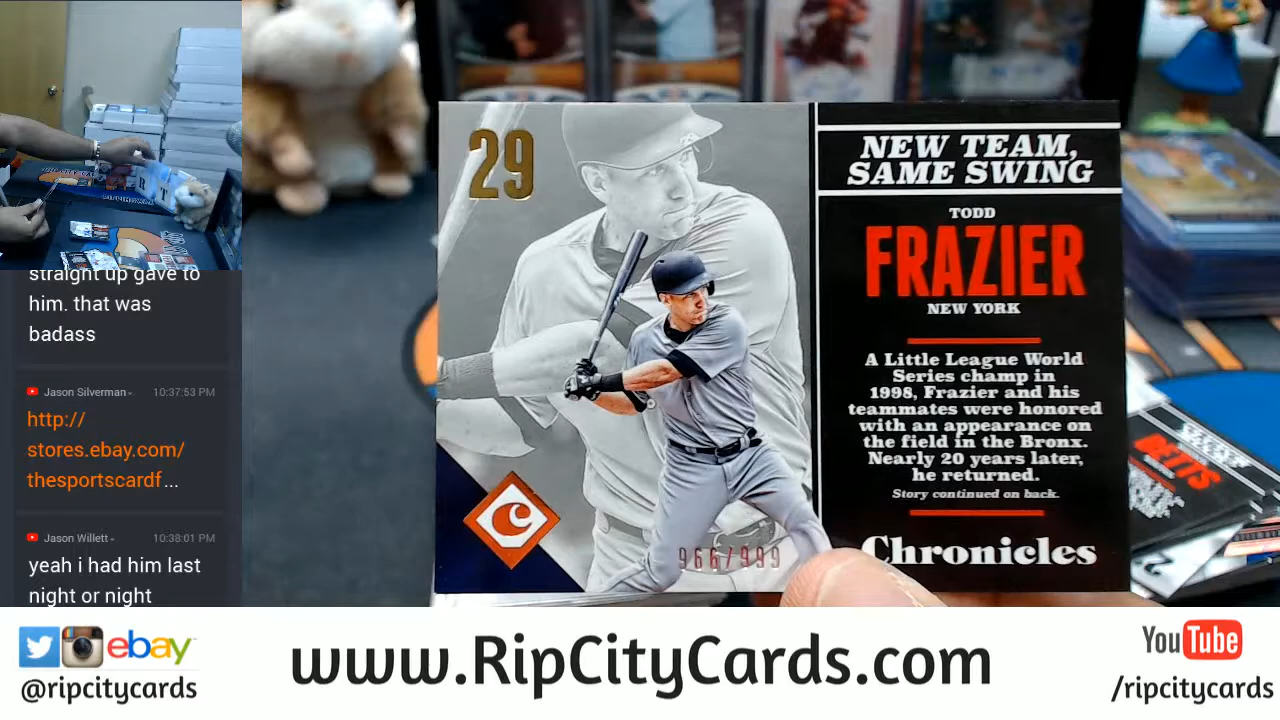 29
NEW TEAM,
SAME SWING
TODD
FRAZIER
NEW YORK
A Little League World
Series champ in
1998, Frazier and his
teammates were honored
with an appearance on
the field in the Bronx.
Nearly 20 years later,
he returned.
Story continued on back.
C
966/999
Chronicles
BETTS
straight up gave to
him. that was
badass
Jason Silverman
10:37:53 PM
http://
stores.ebay.com/
thesportscardf...
Jason Willett
10:38:01 PM
yeah i had him last
night or night
ebay
@ripcitycards
www.RipCityCards.com
YouTube
/ripcitycards